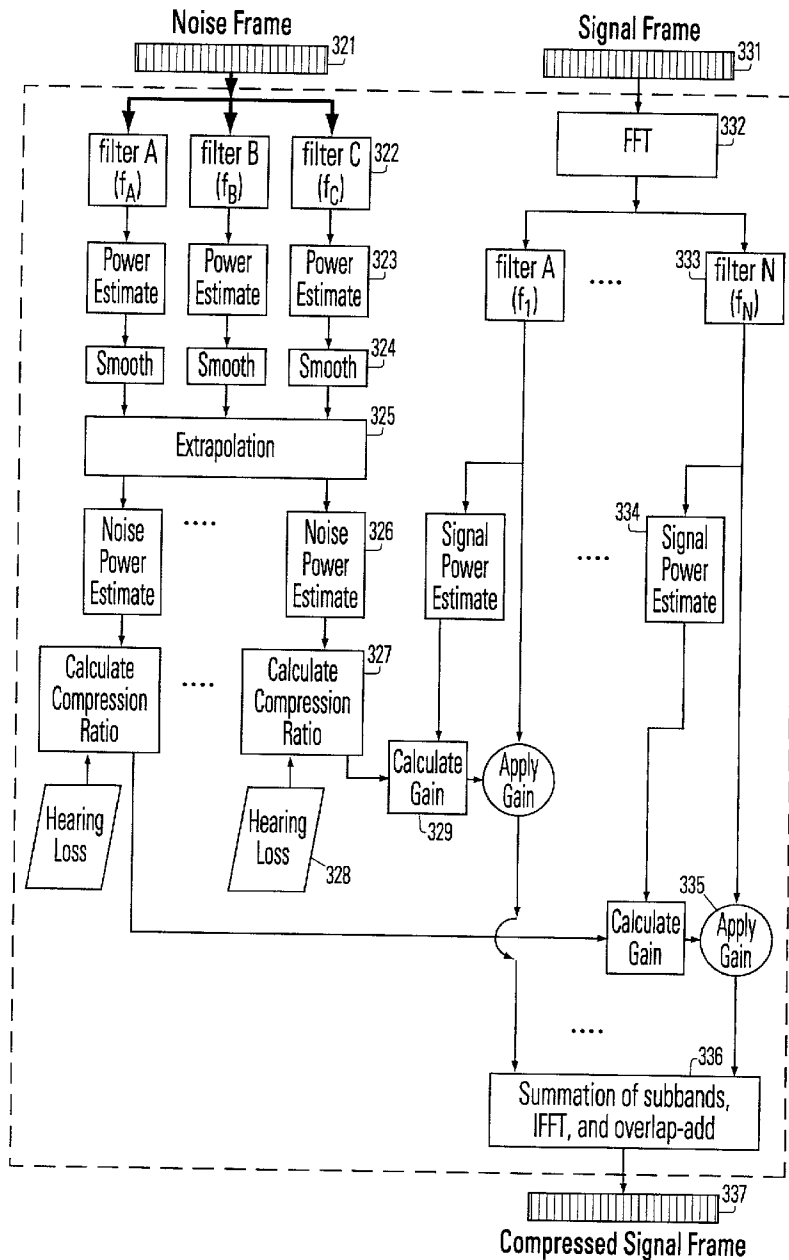 Noise Frame
321
Signal Frame
331
filter A
(fA)
filter B
(fB)
filter C
(fC)
322
FFT
332
Power
Estimate
Power
Estimate
Power
Estimate
323
filter A
(f1)
....
333
filter N
(fN)
Smooth
Smooth
Smooth
324
Extrapolation
325
Noise
Power
Estimate
....
Noise
Power
Estimate
326
Signal
Power
Estimate
....
334
Signal
Power
Estimate
Calculate
Compression
Ratio
....
Calculate
Compression
Ratio
327
Calculate
Gain
329
Apply
Gain
Hearing
Loss
Hearing
Loss
328
Calculate
Gain
335
Apply
Gain
....
336
Summation of subbands,
IFFT, and overlap-add
337
Compressed Signal Frame